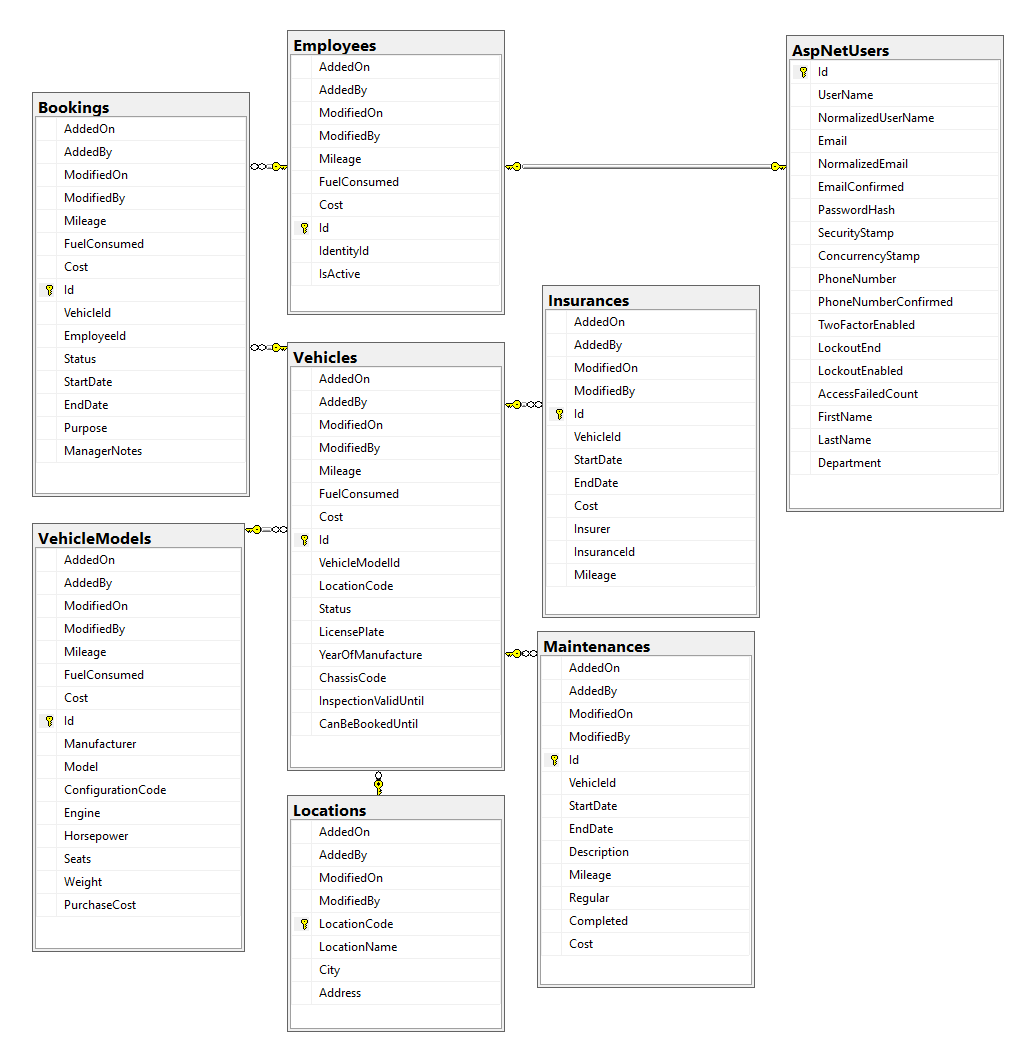 Employees
AddedOn
AddedBy
ModifiedOn
ModifiedBy
Mileage
FuelConsumed
Cost
Id
IdentityId
IsActive
AspNetUsers
Id
UserName
NormalizedUserName
Email
NormalizedEmail
EmailConfirmed
PasswordHash
SecurityStamp
ConcurrencyStamp
PhoneNumber
PhoneNumberConfirmed
TwoFactorEnabled
LockoutEnd
LockoutEnabled
AccessFailedCount
FirstName
LastName
Department
Bookings
AddedOn
AddedBy
ModifiedOn
ModifiedBy
Mileage
FuelConsumed
Cost
Id
VehicleId
EmployeeId
Status
StartDate
EndDate
Purpose
ManagerNotes
Insurances
AddedOn
AddedBy
ModifiedOn
ModifiedBy
Id
VehicleId
StartDate
EndDate
Cost
Insurer
InsuranceId
Mileage
Vehicles
AddedOn
AddedBy
ModifiedOn
ModifiedBy
Mileage
FuelConsumed
Cost
Id
VehicleModelId
LocationCode
Status
LicensePlate
YearOfManufacture
ChassisCode
InspectionValidUntil
CanBeBookedUntil
VehicleModels
AddedOn
AddedBy
ModifiedOn
ModifiedBy
Mileage
FuelConsumed
Cost
Id
Manufacturer
Model
ConfigurationCode
Engine
Horsepower
Seats
Weight
PurchaseCost
Maintenances
AddedOn
AddedBy
ModifiedOn
ModifiedBy
Id
VehicleId
StartDate
EndDate
Description
Mileage
Regular
Completed
Cost
Locations
AddedOn
AddedBy
ModifiedOn
ModifiedBy
LocationCode
LocationName
City
Address